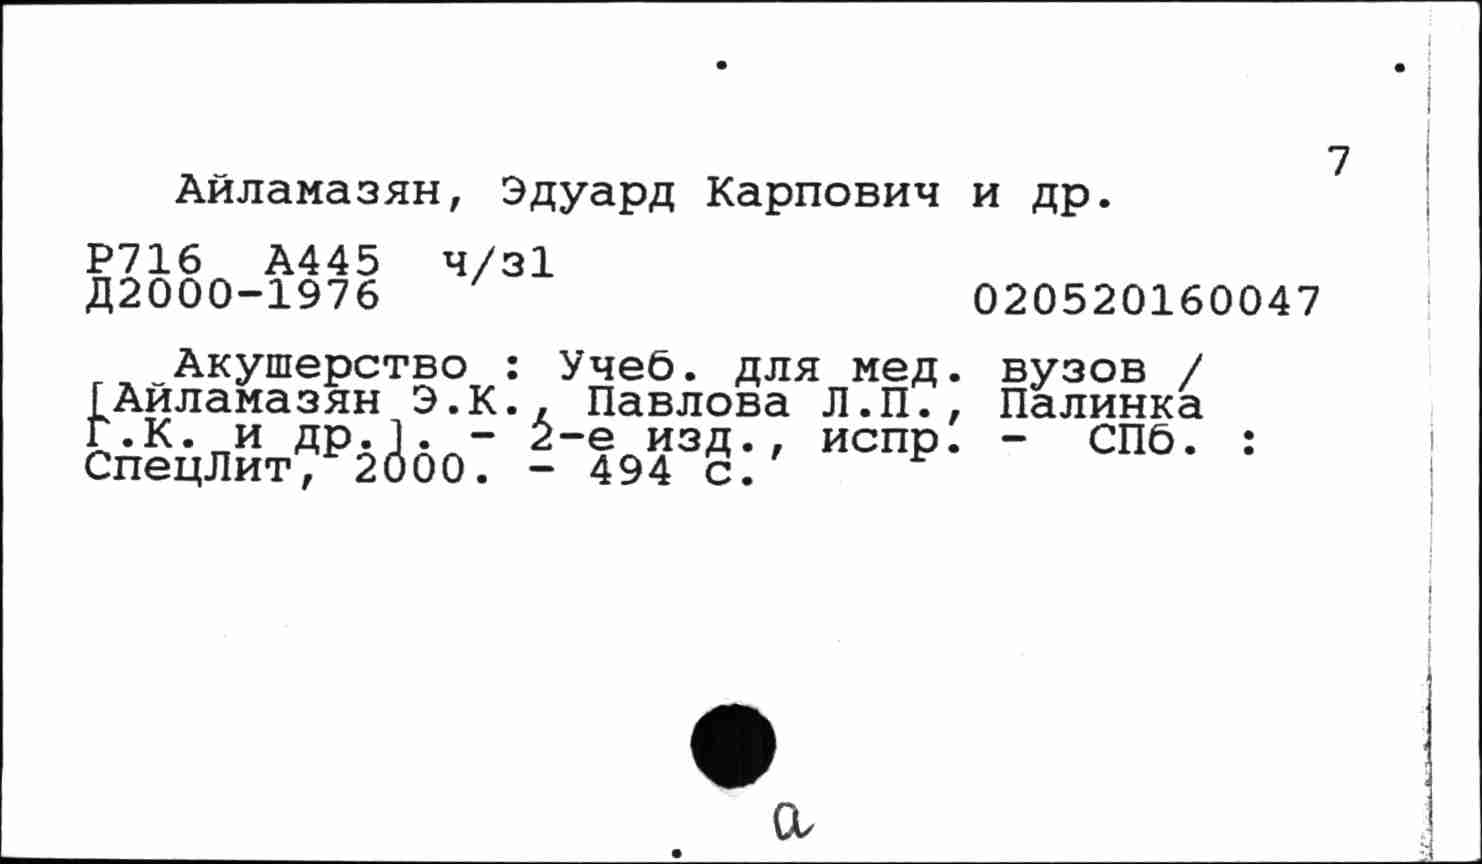 7
Айламазян, Эдуард Карпович и др.
Р716 А445 ч/з1
Д2000-1976 020520160047
Акушерство : Учеб. для мед. вузов /
[Айламазян Э.К., Павлова Л.П., Палинка
Г.К. и др.]. - 2-е изд., испр. - СПб. :
СпецЛит, 2000. - 494 с.
а